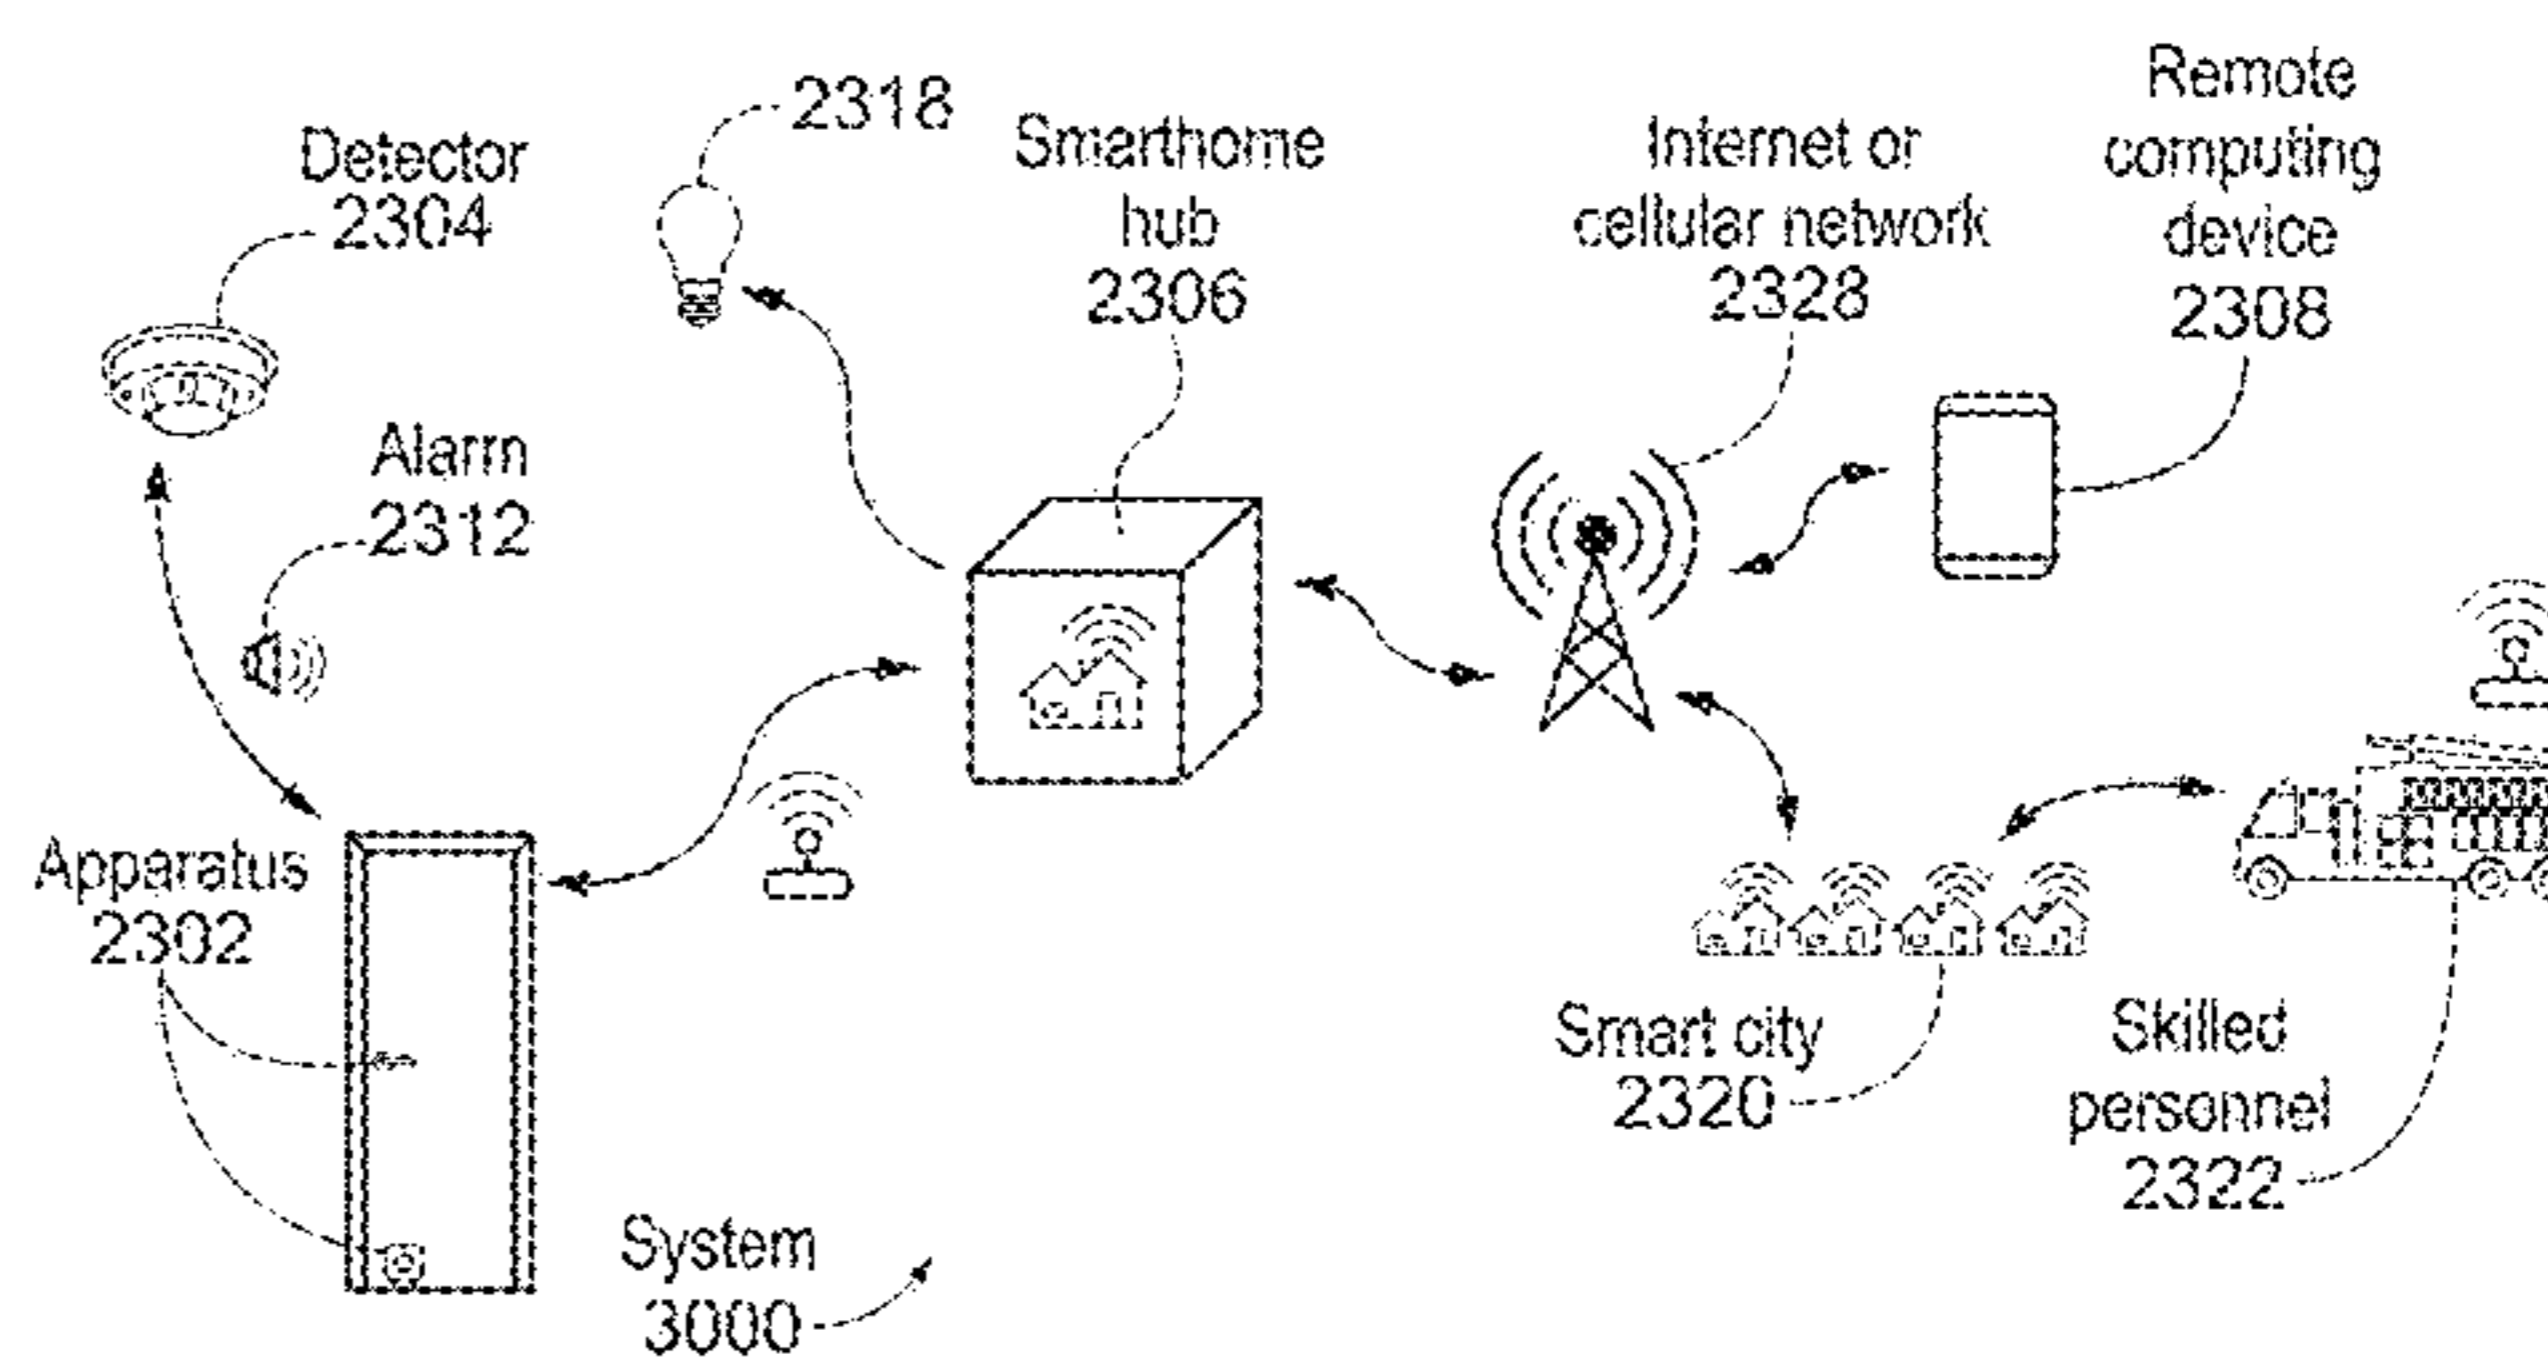 Detector
2304
2318
Smarthome
hub
2306
Internet or
cellular network
2328
Remote
computing
device
2308
Alarm
2312
Apparatus
2302
System
3000
Smart city
2320
Skilled
personnel
2322